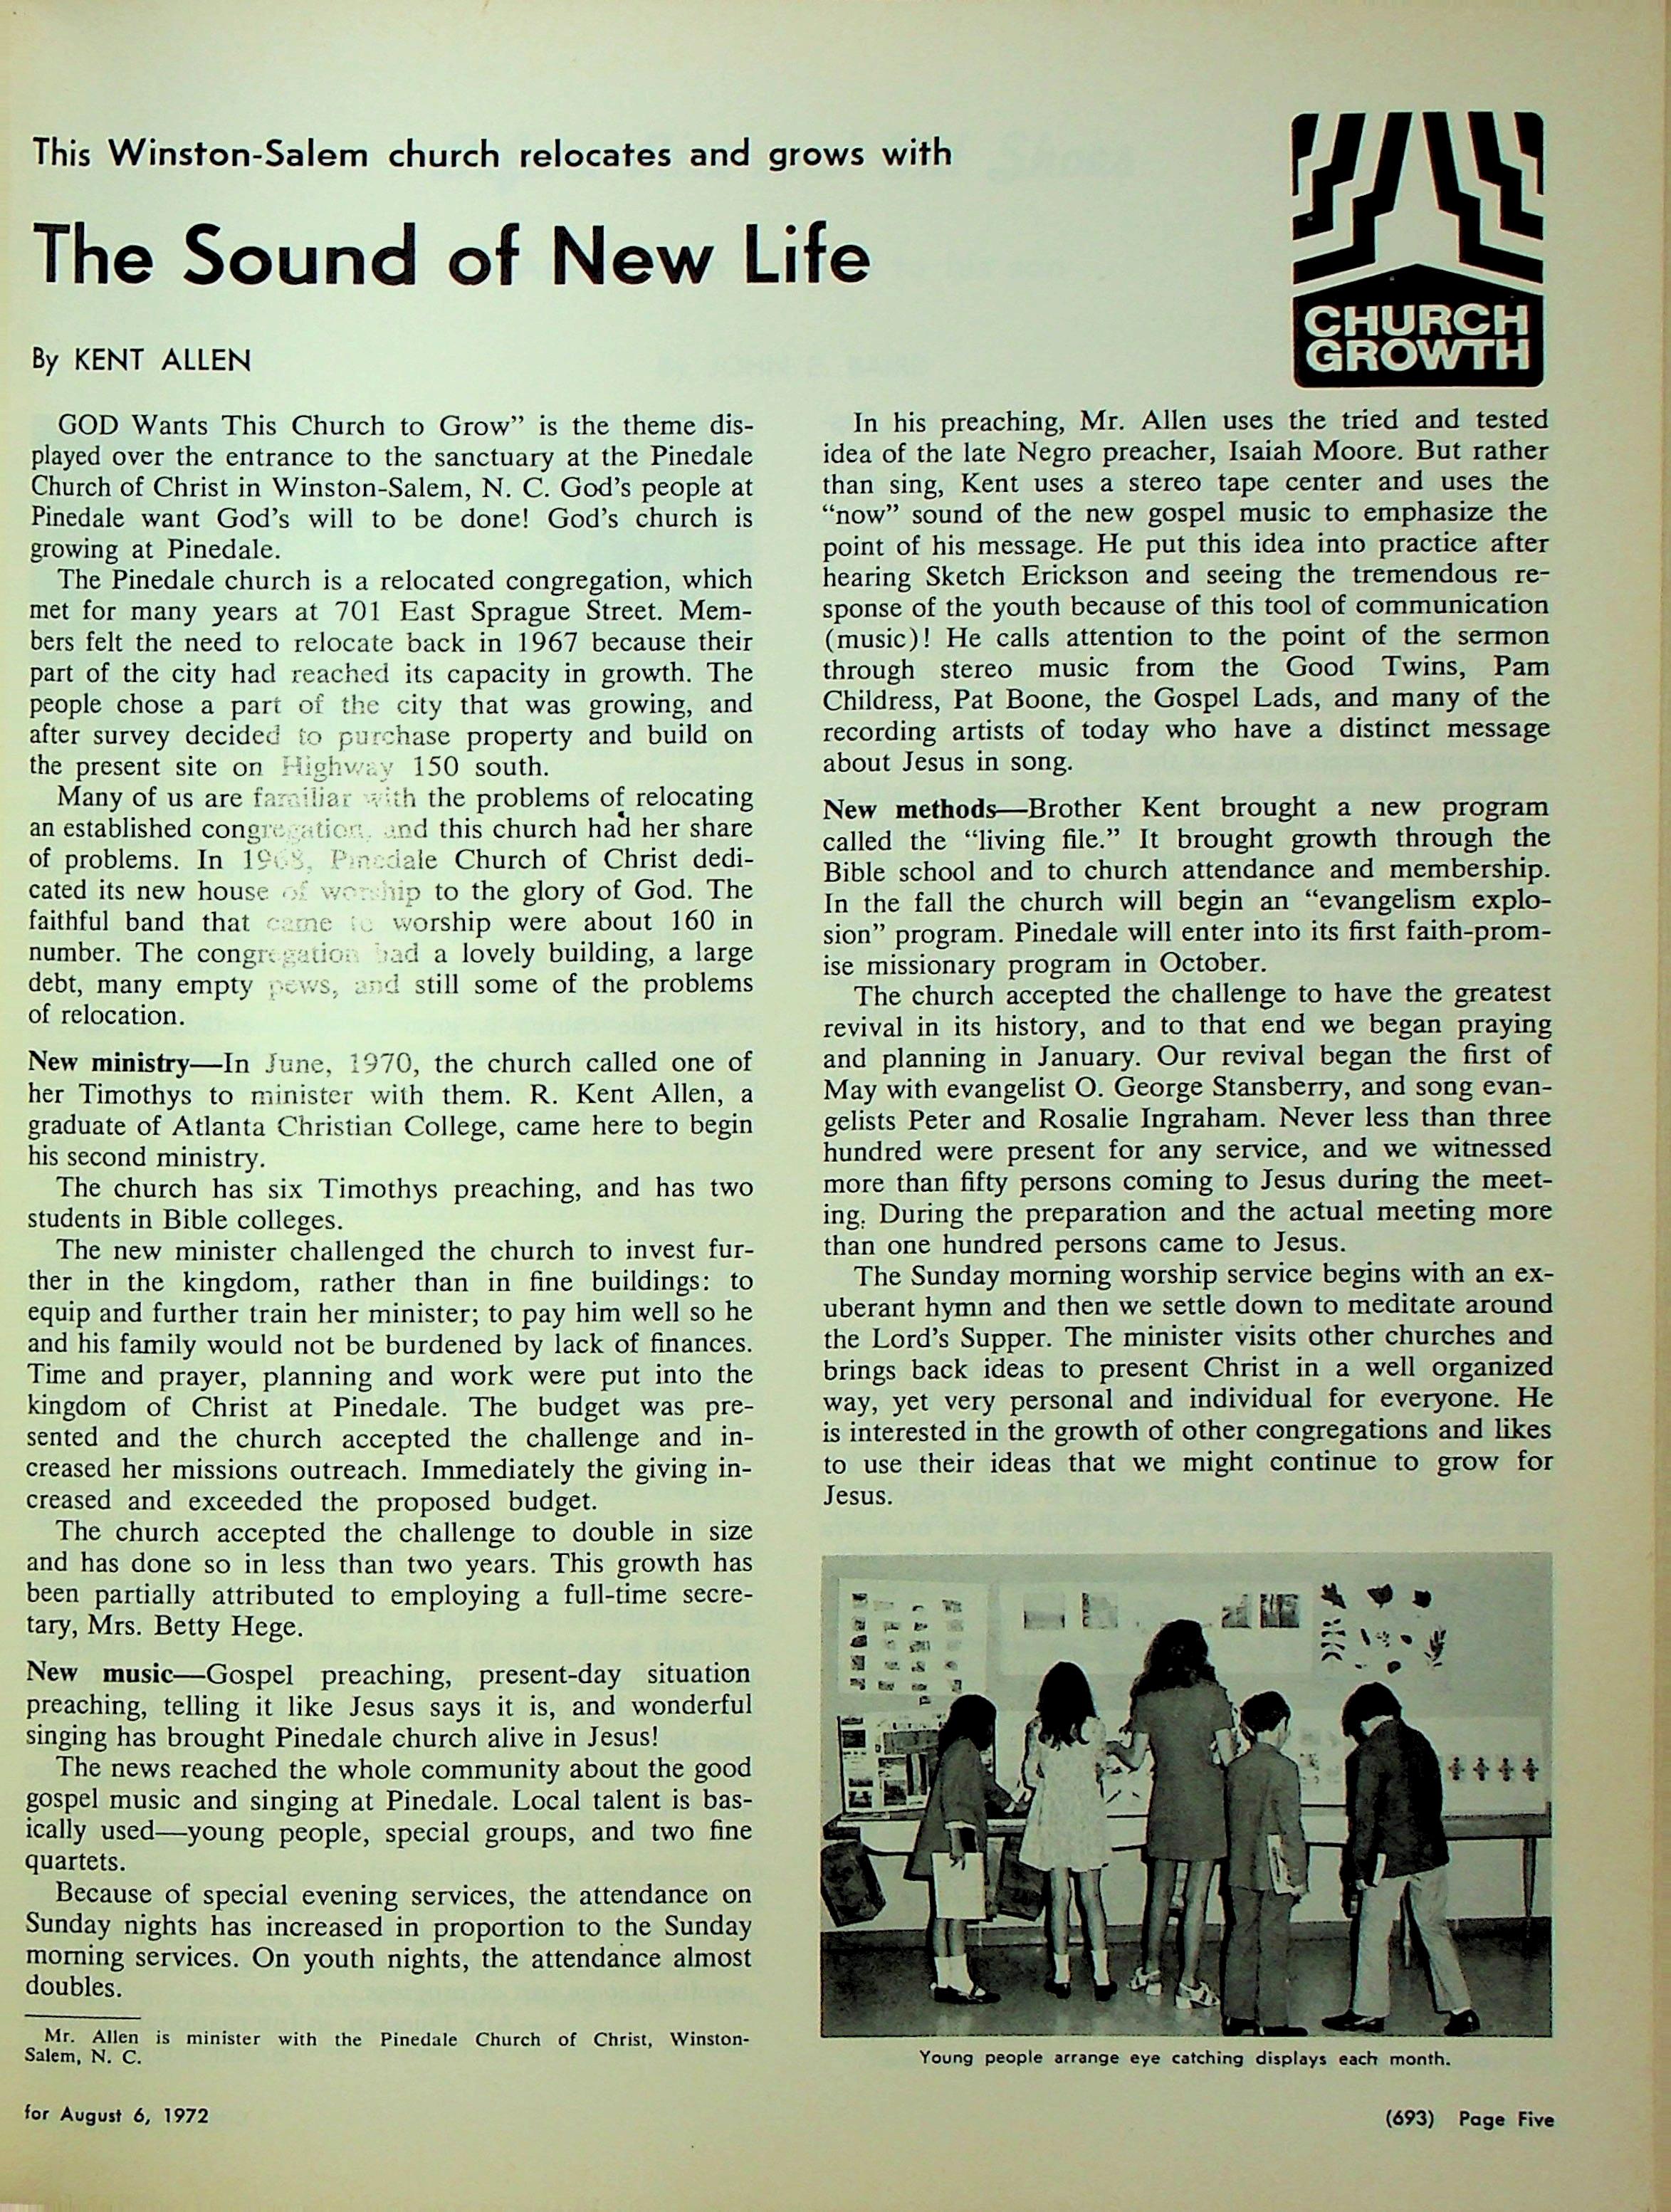 This Winston-Salem church relocates and grows with
The Sound of New Life
By KENT ALLEN
CHURCH
GROWTH
GOD Wants This Church to Grow” is the theme dis-
played over the entrance to the sanctuary at the Pinedale
Church of Christ in Winston-Salem, N. C. God’s people at
Pinedale want God’s will to be done! God’s church is
growing at Pinedale.
The Pinedale church is a relocated congregation, which
met for many years at 701 East Sprague Street. Mem-
bers felt the need to relocate back in 1967 because their
part of the city had reached its capacity in growth. The
people chose a part of the city that was growing, and
after survey decided to purchase property and build on
the present site on Highway 150 south.
Many of us are familiar with the problems of relocating
an established congregation, and this church had her share
of problems. In 1968, Pinedale Church of Christ dedi-
cated its new house of worship to the glory of God. The
faithful band that came to worship were about 160 in
number. The congregation had a lovely building, a large
debt, many empty pews, and still some of the problems
of relocation.
New ministry—In June, 1970, the church called one of
her Timothys to minister with them. R. Kent Allen, a
graduate of Atlanta Christian College, came here to begin
his second ministry.
The church has six Timothys preaching, and has two
students in Bible colleges.
The new minister challenged the church to invest fur-
ther in the kingdom, rather than in fine buildings: to
equip and further train her minister; to pay him well so he
and his family would not be burdened by lack of finances.
Time and prayer, planning and work were put into the
kingdom of Christ at Pinedale. The budget was pre-
sented and the church accepted the challenge and in-
creased her missions outreach. Immediately the giving in-
creased and exceeded the proposed budget.
The church accepted the challenge to double in size
and has done so in less than two years. This growth has
been partially attributed to employing a full-time secre-
tary, Mrs. Betty Hege.
New music—Gospel preaching, present-day situation
preaching, telling it like Jesus says it is, and wonderful
singing has brought Pinedale church alive in Jesus!
The news reached the whole community about the good
gospel music and singing at Pinedale. Local talent is bas-
ically used—young people, special groups, and two fine
quartets.
Because of special evening services, the attendance on
Sunday nights has increased in proportion to the Sunday
morning services. On youth nights, the attendance almost
doubles.
Mr. Allen is minister with the Pinedale Church of Christ, Winston-
Salem, N. C.
In his preaching, Mr. Allen uses the tried and tested
idea of the late Negro preacher, Isaiah Moore. But rather
than sing, Kent uses a stereo tape center and uses the
“now” sound of the new gospel music to emphasize the
point of his message. He put this idea into practice after
hearing Sketch Erickson and seeing the tremendous re-
sponse of the youth because of this tool of communication
(music)! He calls attention to the point of the sermon
through stereo music from the Good Twins, Pam
Childress, Pat Boone, the Gospel Lads, and many of the
recording artists of today who have a distinct message
about Jesus in song.
New methods—Brother Kent brought a new program
called the “living file.” It brought growth through the
Bible school and to church attendance and membership.
In the fall the church will begin an “evangelism explo-
sion” program. Pinedale will enter into its first faith-prom-
ise missionary program in October.
The church accepted the challenge to have the greatest
revival in its history, and to that end we began praying
and planning in January. Our revival began the first of
May with evangelist O. George Stansberry, and song evan-
gelists Peter and Rosalie Ingraham. Never less than three
hundred were present for any service, and we witnessed
more than fifty persons coming to Jesus during the meet-
ing. During the preparation and the actual meeting more
than one hundred persons came to Jesus.
The Sunday morning worship service begins with an ex-
uberant hymn and then we settle down to meditate around
the Lord’s Supper. The minister visits other churches and
brings back ideas to present Christ in a well organized
way, yet very personal and individual for everyone. He
is interested in the growth of other congregations and likes
to use their ideas that we might continue to grow for
Jesus.
Young people arrange eye catching displays each month.
for August 6, 1972
(693) Page Five